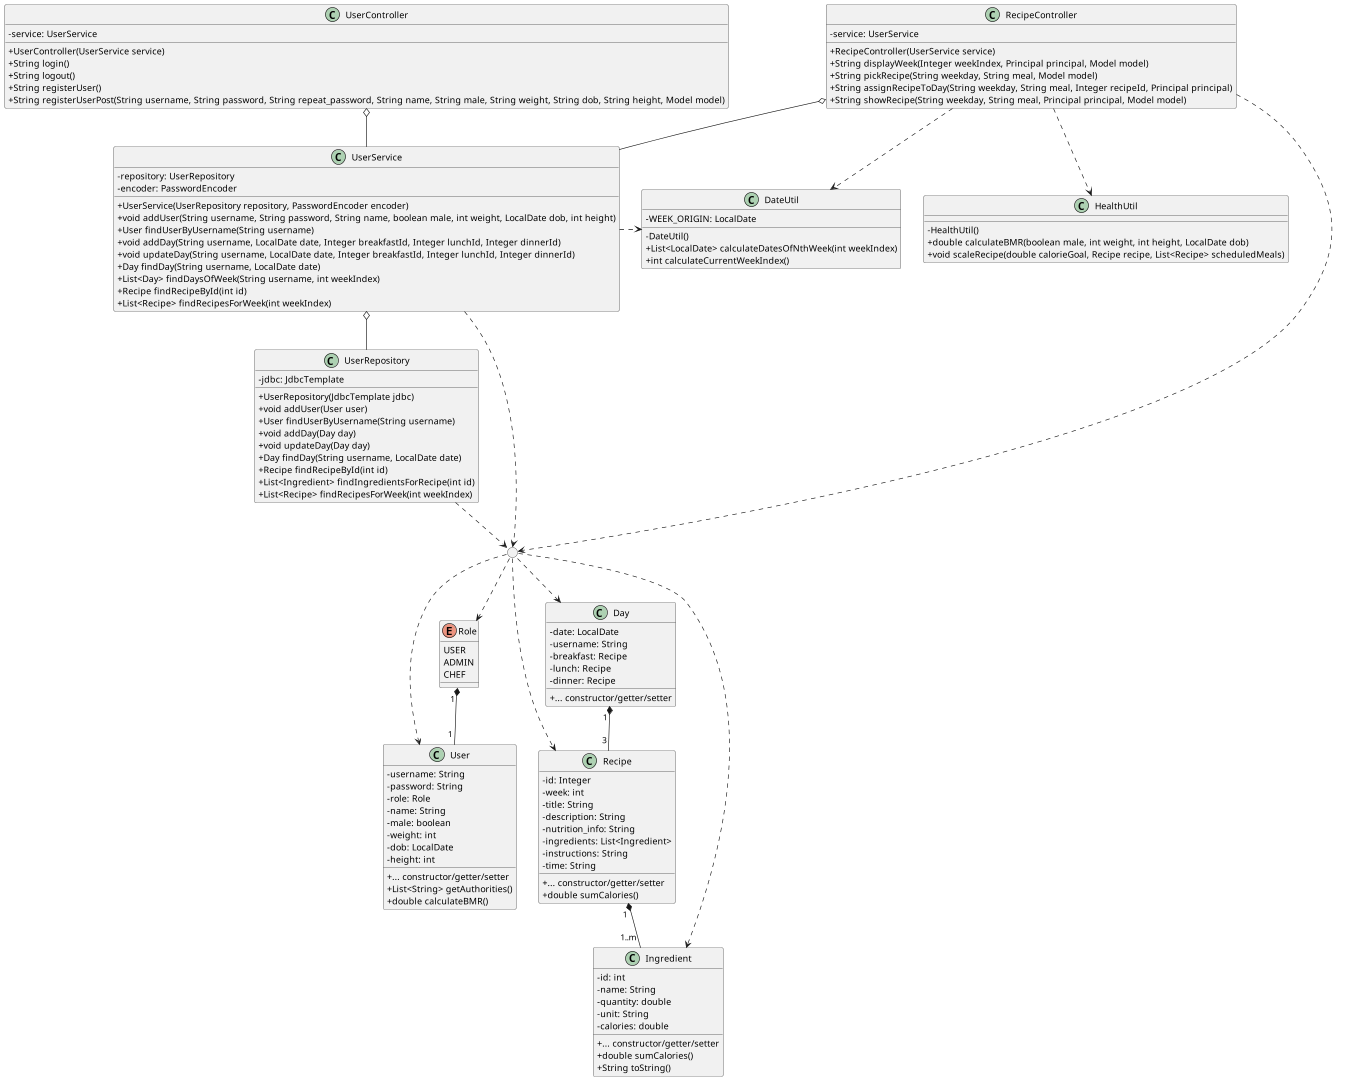 C UserController
-service: UserService
+UserController(UserService service)
+String login()
+String logout()
+String registerUser()
+String registerUserPost(String username, String password, String repeat_password, String name, String male, String weight, String dob, String height, Model model)
C RecipeController
-service: UserService
+RecipeController(UserService service)
+String displayWeek(Integer weekIndex, Principal principal, Model model)
+String pickRecipe(String weekday, String meal, Model model)
+String assignRecipeToDay(String weekday, String meal, Integer recipeId, Principal principal)
+String showRecipe(String weekday, String meal, Principal principal, Model model)
C UserService
-repository: UserRepository
-encoder: PasswordEncoder
+UserService(UserRepository repository, PasswordEncoder encoder)
+void addUser(String username, String password, String name, boolean male, int weight, LocalDate dob, int height)
+User findUserByUsername(String username)
+void addDay(String username, LocalDate date, Integer breakfastId, Integer lunchId, Integer dinnerId)
+void updateDay(String username, LocalDate date, Integer breakfastId, Integer lunchId, Integer dinnerId)
+Day findDay(String username, LocalDate date)
+List<Day> findDaysOfWeek(String username, int weekIndex)
+Recipe findRecipeById(int id)
+List<Recipe> findRecipesForWeek(int weekIndex)
C DateUtil
-WEEK_ORIGIN: LocalDate
-DateUtil()
+List<LocalDate> calculateDatesOfNthWeek(int weekIndex)
+int calculateCurrentWeekIndex()
C HealthUtil
-HealthUtil()
+double calculateBMR(boolean male, int weight, int height, LocalDate dob)
+void scaleRecipe(double calorieGoal, Recipe recipe, List<Recipe> scheduledMeals)
C UserRepository
-jdbc: JdbcTemplate
+UserRepository(JdbcTemplate jdbc)
+void addUser(User user)
+User findUserByUsername(String username)
+void addDay(Day day)
+void updateDay(Day day)
+Day findDay(String username, LocalDate date)
+Recipe findRecipeById(int id)
+List<Ingredient> findIngredientsForRecipe(int id)
+List<Recipe> findRecipesForWeek(int weekIndex)
E Role
USER
ADMIN
CHEF
1
1
C Day
-date: LocalDate
-username: String
-breakfast: Recipe
-lunch: Recipe
-dinner: Recipe
+... constructor/getter/setter
1
3
C User
-username: String
-password: String
-role: Role
-name: String
-male: boolean
-weight: int
-dob: LocalDate
-height: int
+... constructor/getter/setter
+List<String> getAuthorities()
+double calculateBMR()
C Recipe
-id: Integer
-week: int
-title: String
-description: String
-nutrition_info: String
-ingredients: List<Ingredient>
-instructions: String
-time: String
+... constructor/getter/setter
+double sumCalories()
1
1..m
C Ingredient
-id: int
-name: String
-quantity: double
-unit: String
-calories: double
+... constructor/getter/setter
+double sumCalories()
+String toString()